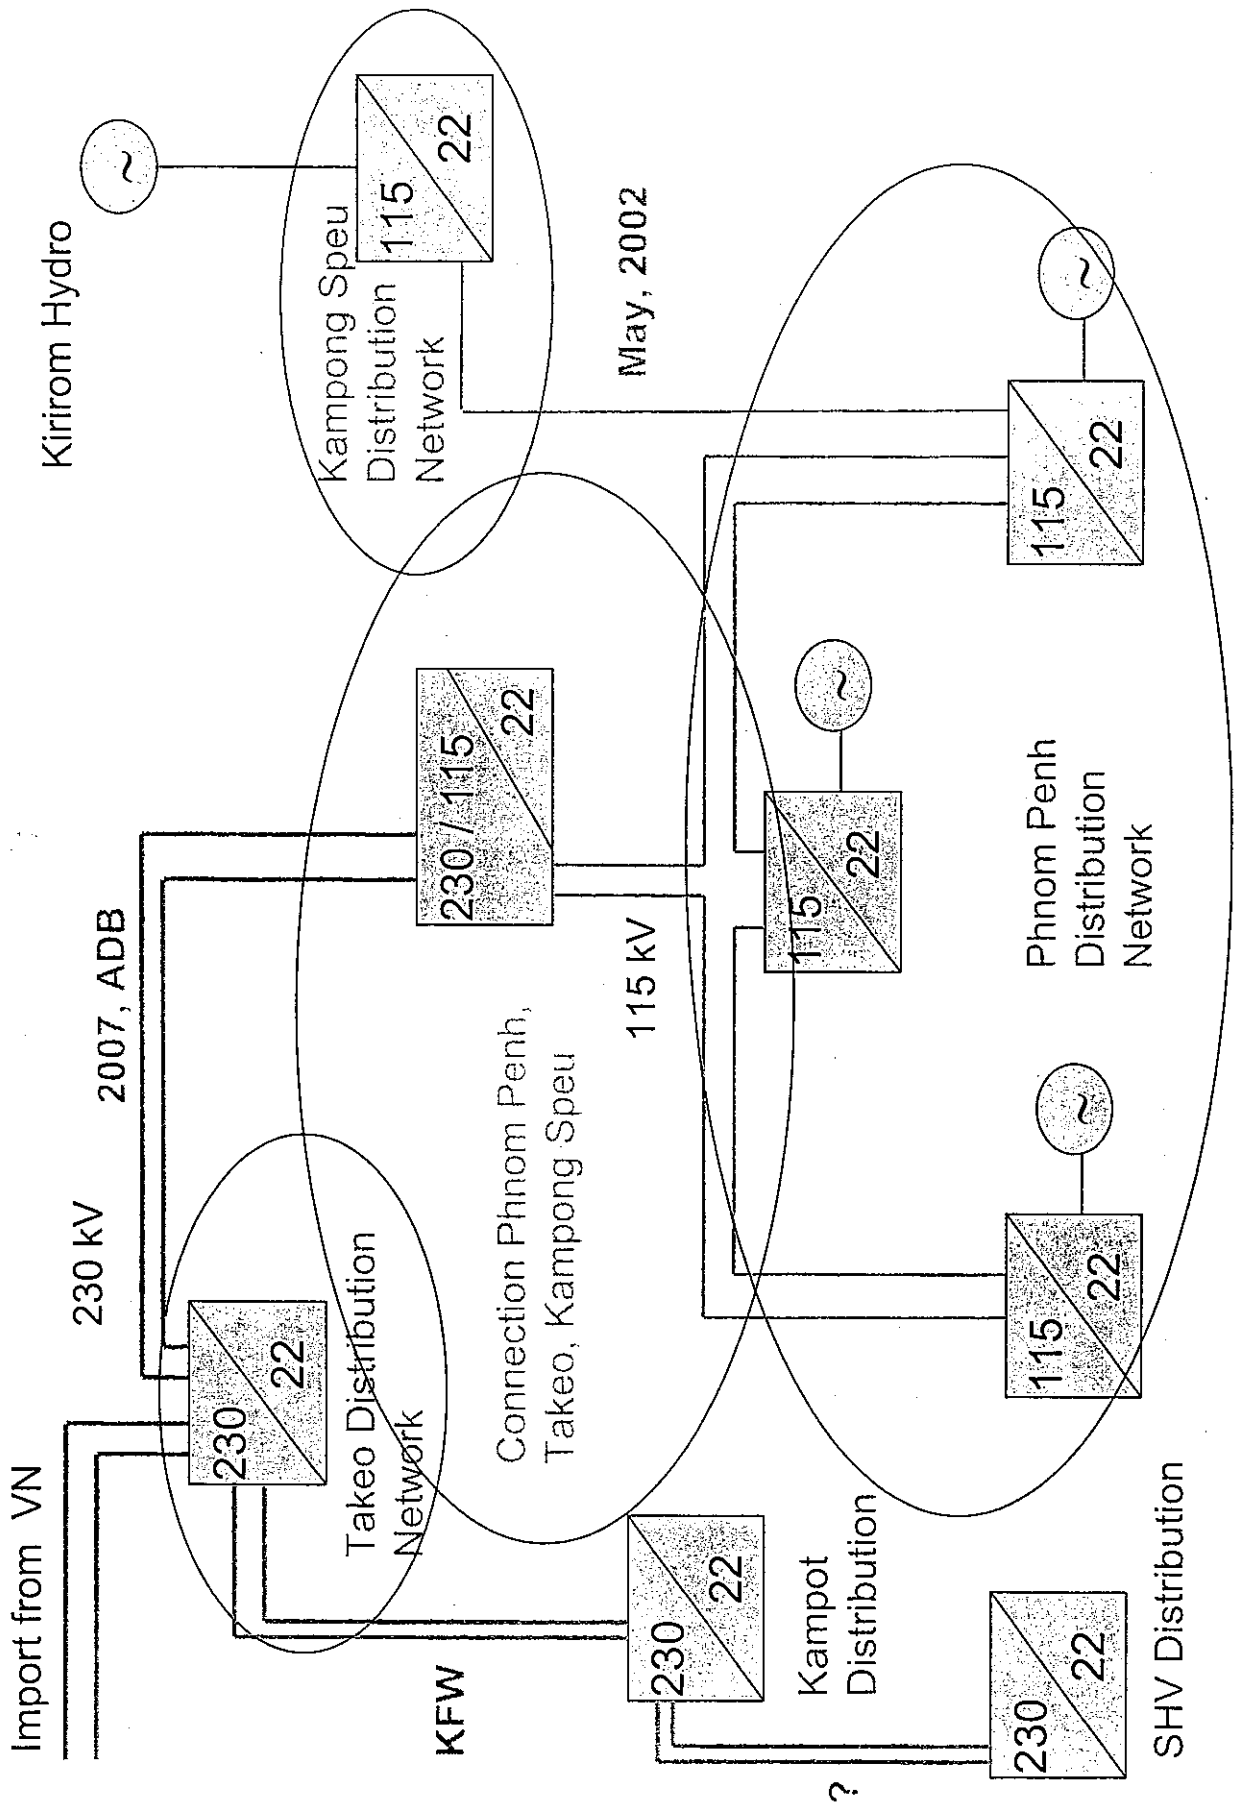 Import from VN
230 kV
2007, ADB
Kirirom Hydro
~
230
22
Takeo Distribution
Network
KFW
230 / 115
22
Kampong Speu
Distribution
Network
115
22
Connection Phnom Penh,
Takeo, Kampong Speu
115 kV
May, 2002
230
22
Kampot
Distribution
?
115
22
~
230
22
SHV Distribution
115
22
~
Phnom Penh
Distribution
Network
115
22
~